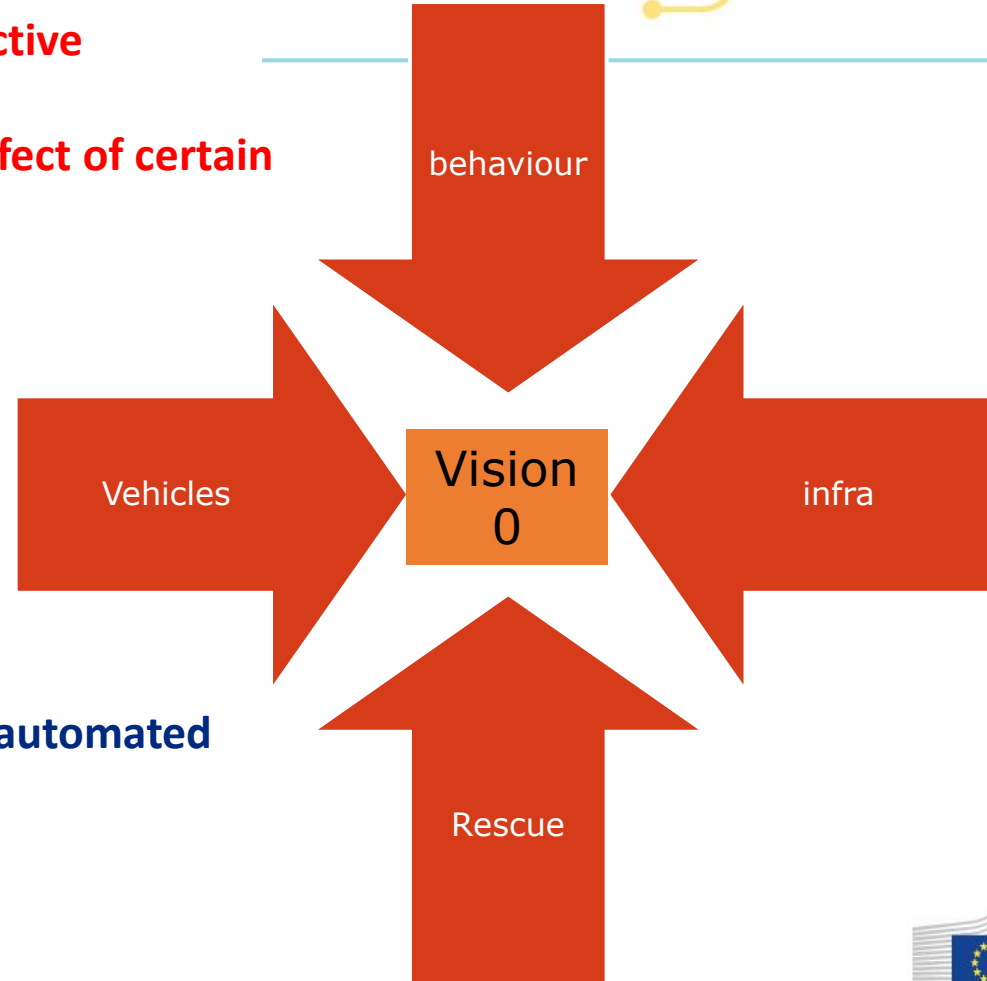 ctive
fect of certain
behaviour
Vehicles
Vision
0
infra
automated
Rescue